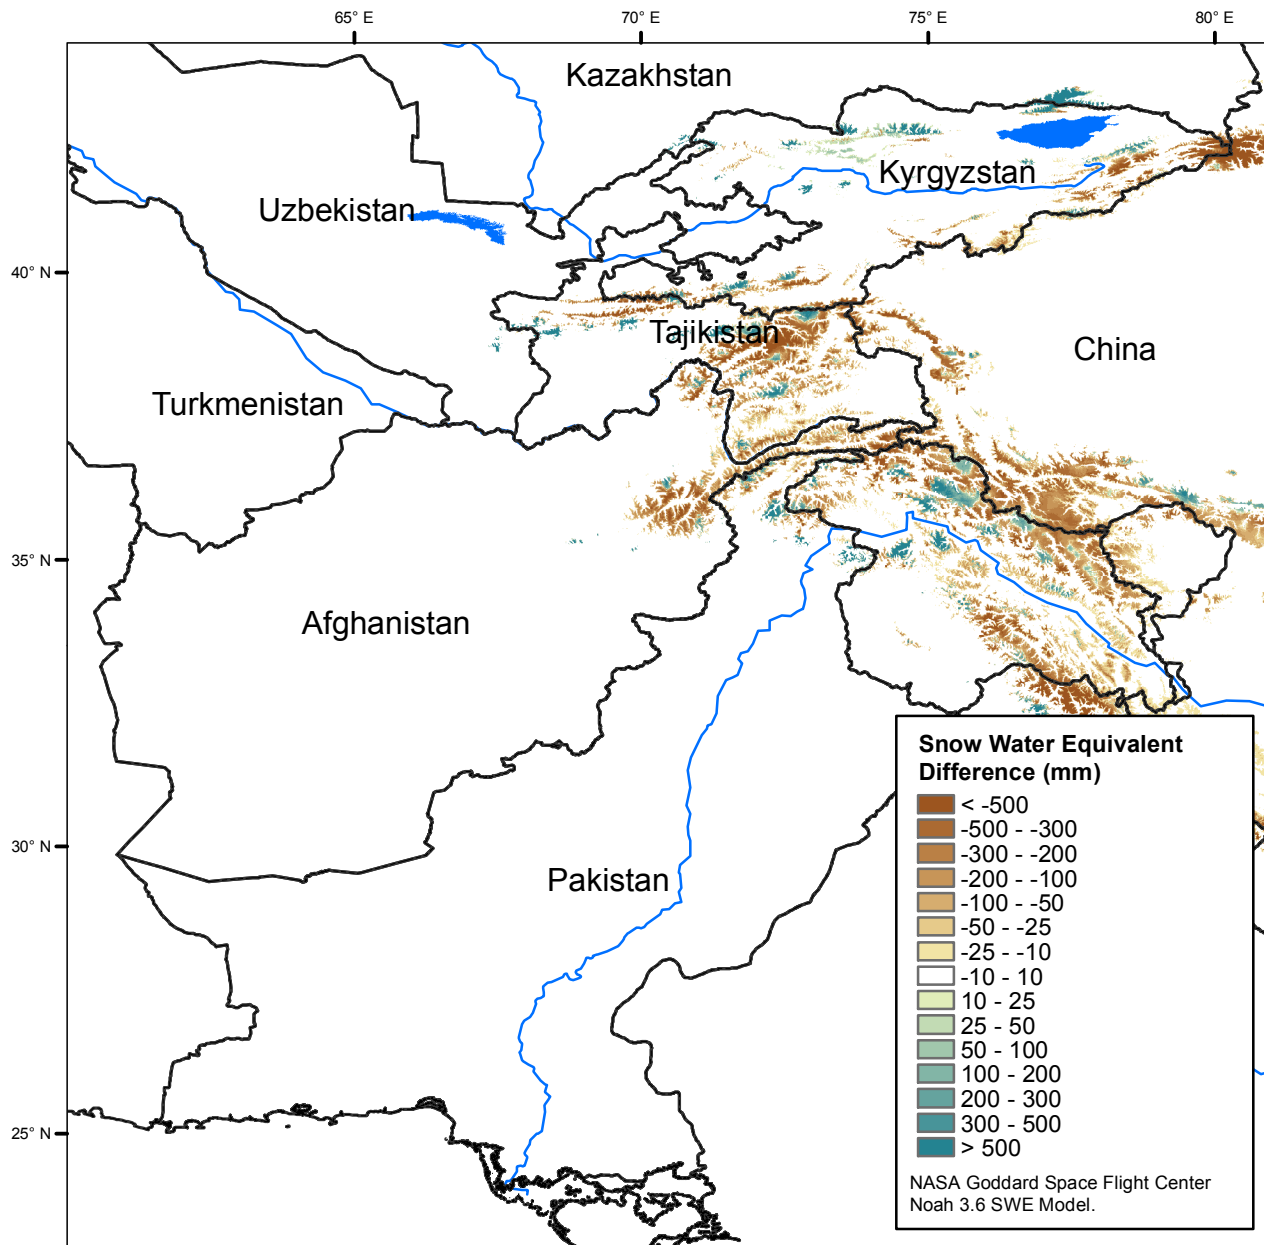 65° E
70° E
75° E
80° E
Kazakhstan
Kyrgyzstan
Uzbekistan
40° N
Tajikistan
China
Turkmenistan
35° N
Afghanistan
30° N
Pakistan
25° N
Snow Water Equivalent
Difference (mm)
< -500
-500 - -300
-300 - -200
-200 - -100
-100 - -50
-50 - -25
-25 - -10
-10 - 10
10 - 25
25 - 50
50 - 100
100 - 200
200 - 300
300 - 500
> 500
NASA Goddard Space Flight Center
Noah 3.6 SWE Model.